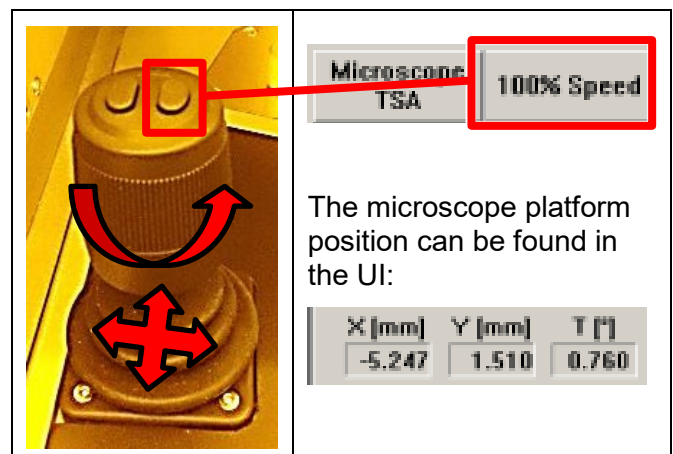 Microscope
TSA
100% Speed
The microscope platform
position can be found in
the UI:
X [mm] Y [mm] T [°]
-5.247 1.510 0.760